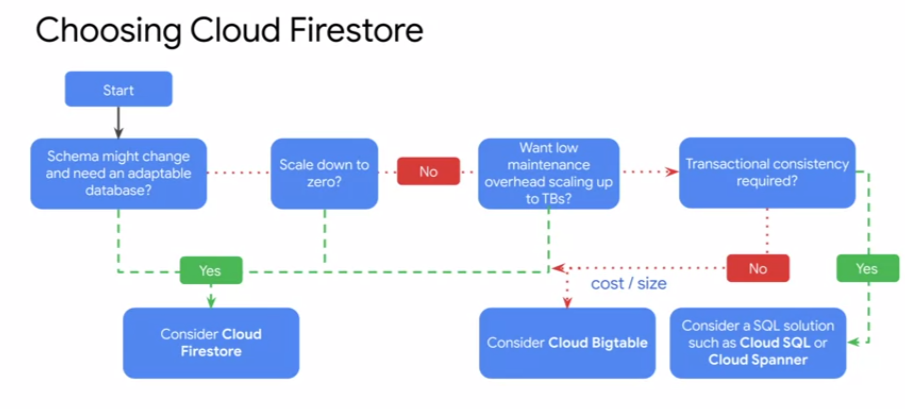 Choosing Cloud Firestore
Start
Schema might change
and need an adaptable
database?
Scale down to
zero?
No
Want low
maintenance
overhead scaling up
to TBs?
Transactional consistency
required?
Yes
cost / size
No
Yes
Consider Cloud
Firestore
Consider Cloud Bigtable
Consider a SQL solution
such as Cloud SQL or
Cloud Spanner